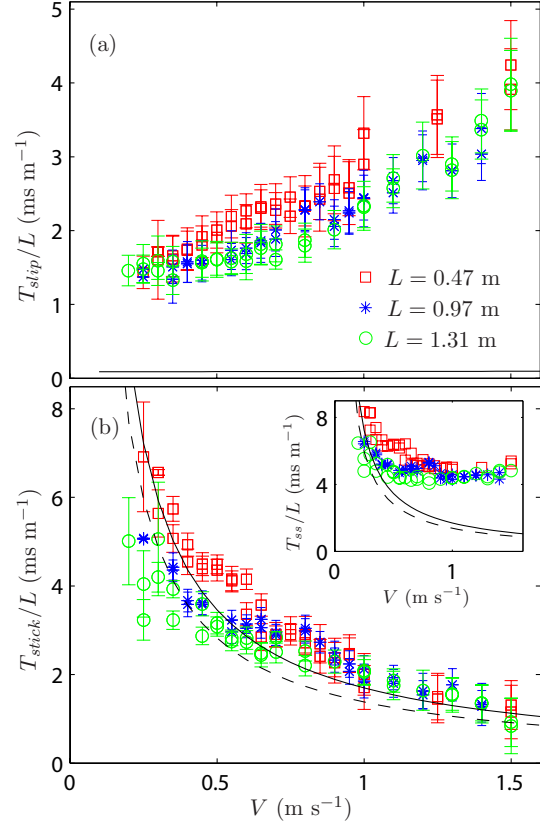 5
4
3
2
1
0
T_slip/L (ms m⁻¹)
(a)
L = 0.47 m
L = 0.97 m
L = 1.31 m
8
6
4
2
0
T_stick/L (ms m⁻¹)
(b)
8
4
0
T_ss/L (ms m⁻¹)
0 1
V (m s⁻¹)
0 0.5 1 1.5
V (m s⁻¹)